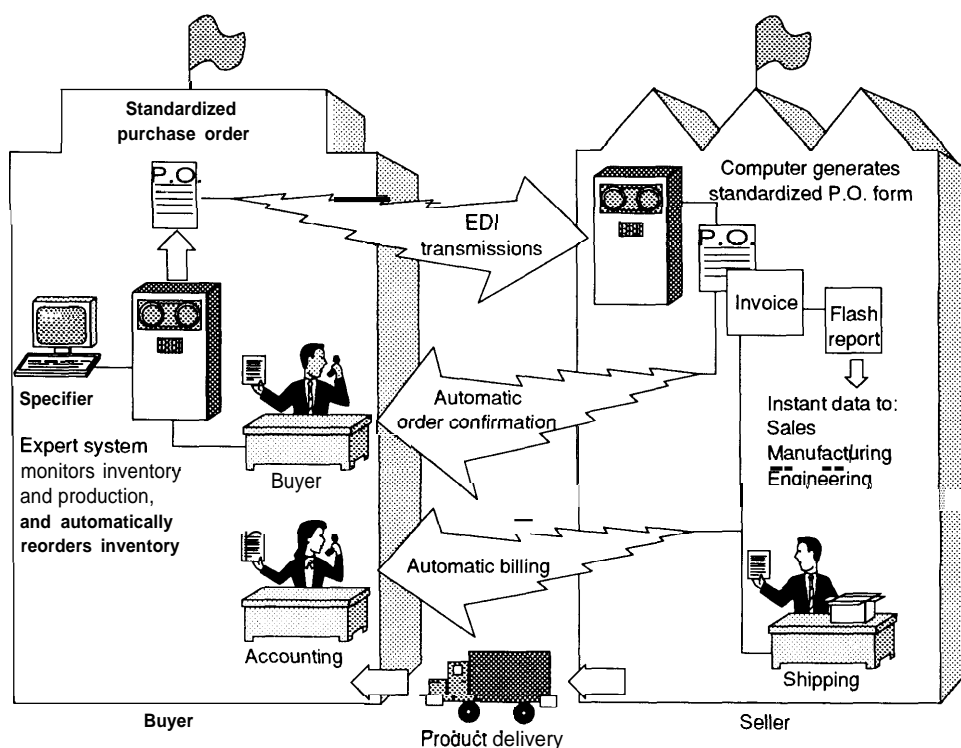 Standardized
purchase order
P.O.
EDI
transmissions
Computer generates
standardized P.O. form
P.O.
Invoice
Flash
report
Instant data to:
Sales
Manufacturing
Engineering
Specifier
Expert system
monitors inventory
and production,
and automatically
reorders inventory
Buyer
Automatic
order confirmation
Accounting
Automatic billing
Shipping
Buyer
Product delivery
Seller